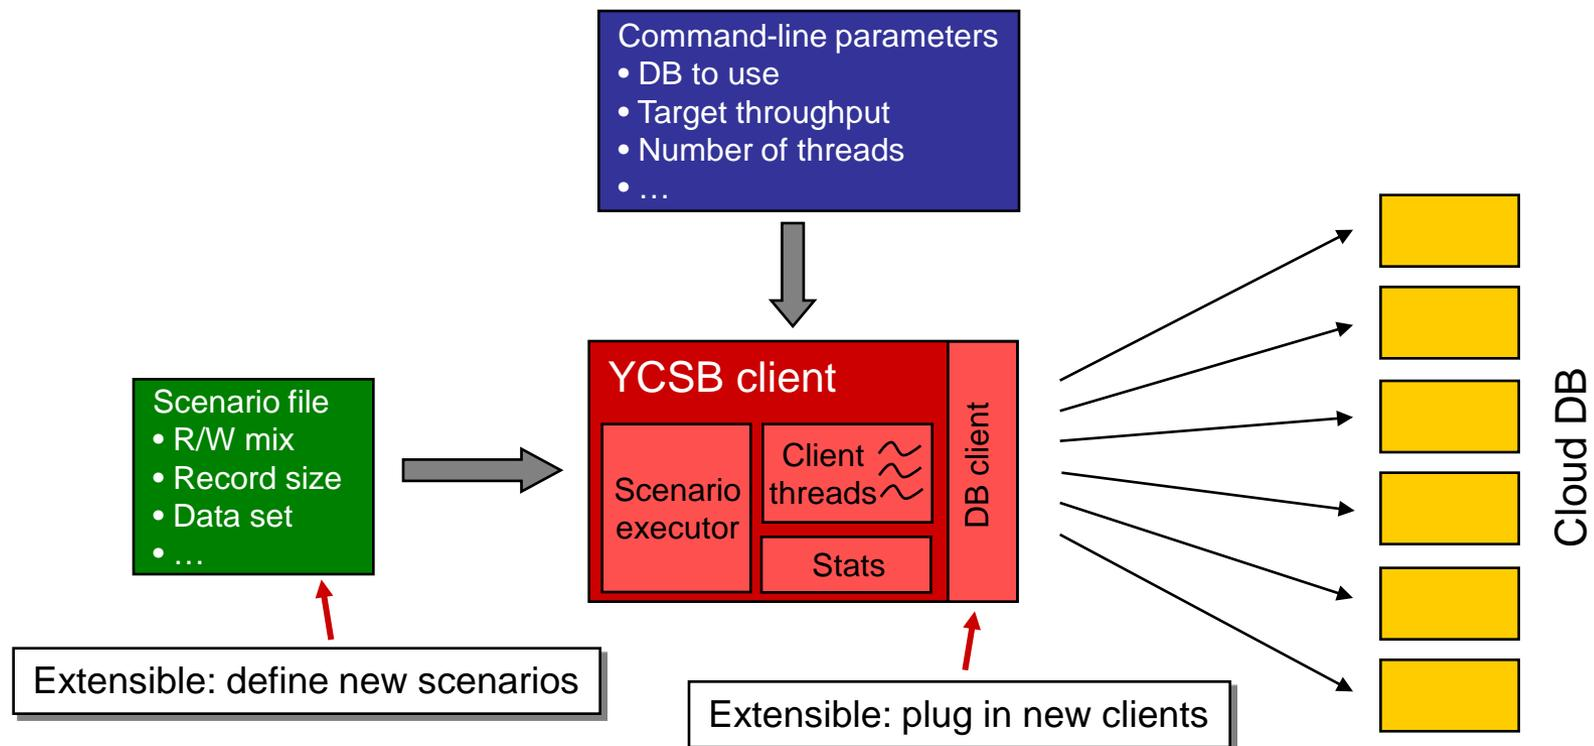 Command-line parameters
• DB to use
• Target throughput
• Number of threads
• …
Scenario file
• R/W mix
• Record size
• Data set
• …
YCSB client
Scenario
executor
Client
threads
Stats
DB client
Cloud DB
Extensible: define new scenarios
Extensible: plug in new clients